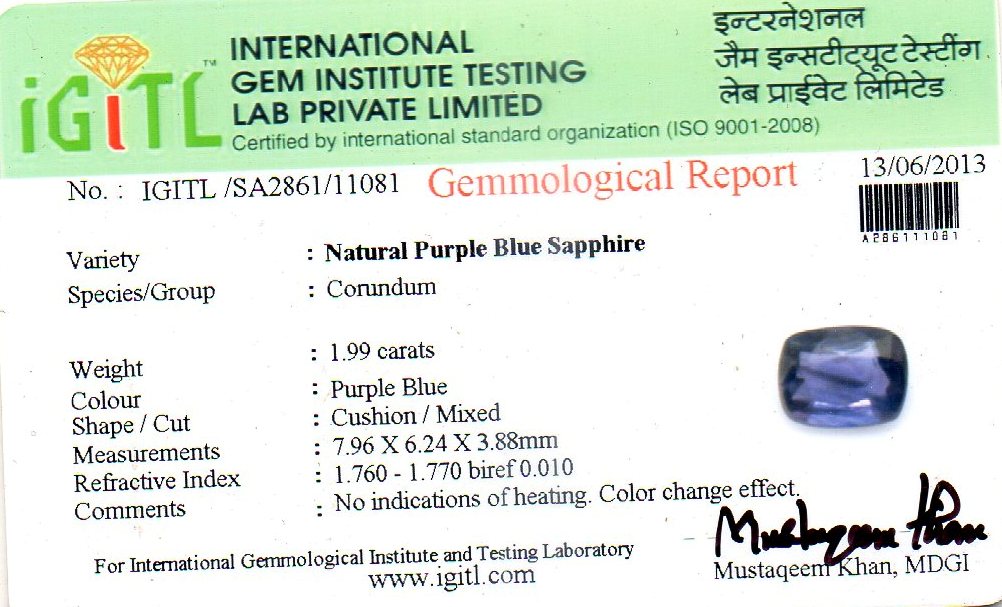 iGiTL™
INTERNATIONAL
GEM INSTITUTE TESTING
LAB PRIVATE LIMITED
Certified by international standard organization (ISO 9001-2008)
इन्टरनेशनल
जैम इन्सटीट्यूट टेस्टींग
लेब प्राईवेट लिमिटेड
No. : IGITL /SA2861/11081 Gemmological Report 13/06/2013
A286111081
Variety : Natural Purple Blue Sapphire
Species/Group : Corundum
Weight : 1.99 carats
Colour : Purple Blue
Shape / Cut : Cushion / Mixed
Measurements : 7.96 X 6.24 X 3.88mm
Refractive Index : 1.760 - 1.770 biref 0.010
Comments : No indications of heating. Color change effect.
Mustaqeem Khan
For International Gemmological Institute and Testing Laboratory
www.igitl.com
Mustaqeem Khan, MDGI